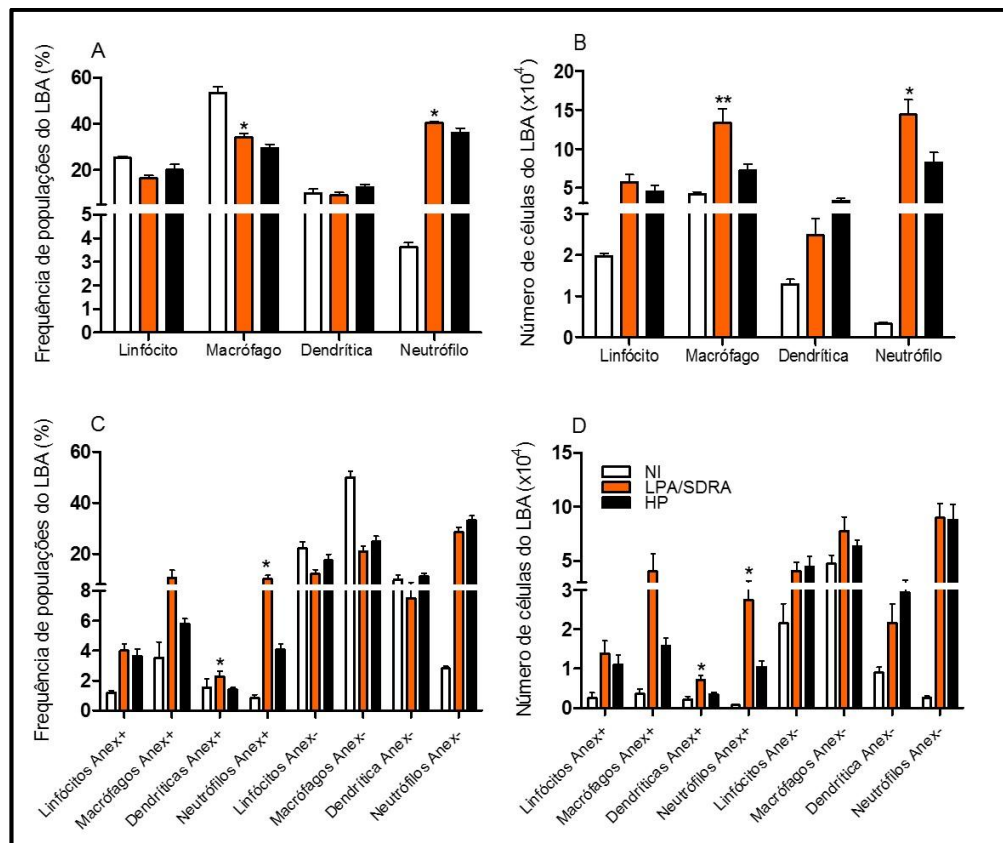 A
Frequência de populações do LBA (%)
60
40
20
5
4
3
2
1
0
*
*
Linfócito Macrófago Dendrítica Neutrófilo
B
Número de células do LBA (x10⁴)
20
15
10
5
3
2
1
0
**
*
Linfócito Macrófago Dendrítica Neutrófilo
C
Frequência de populações do LBA (%)
60
40
20
8
6
4
2
0
*
*
Linfócitos Anex+
Macrófagos Anex+
Dendríticas Anex+
Neutrófilos Anex+
Linfócitos Anex-
Macrófagos Anex-
Dendrítica Anex-
Neutrófilos Anex-
D
Número de células do LBA (x10⁴)
15
10
5
3
2
1
0
NI
LPA/SDRA
HP
*
*
Linfócitos Anex+
Macrófagos Anex+
Dendríticas Anex+
Neutrófilos Anex+
Linfócitos Anex-
Macrófagos Anex-
Dendrítica Anex-
Neutrófilos Anex-